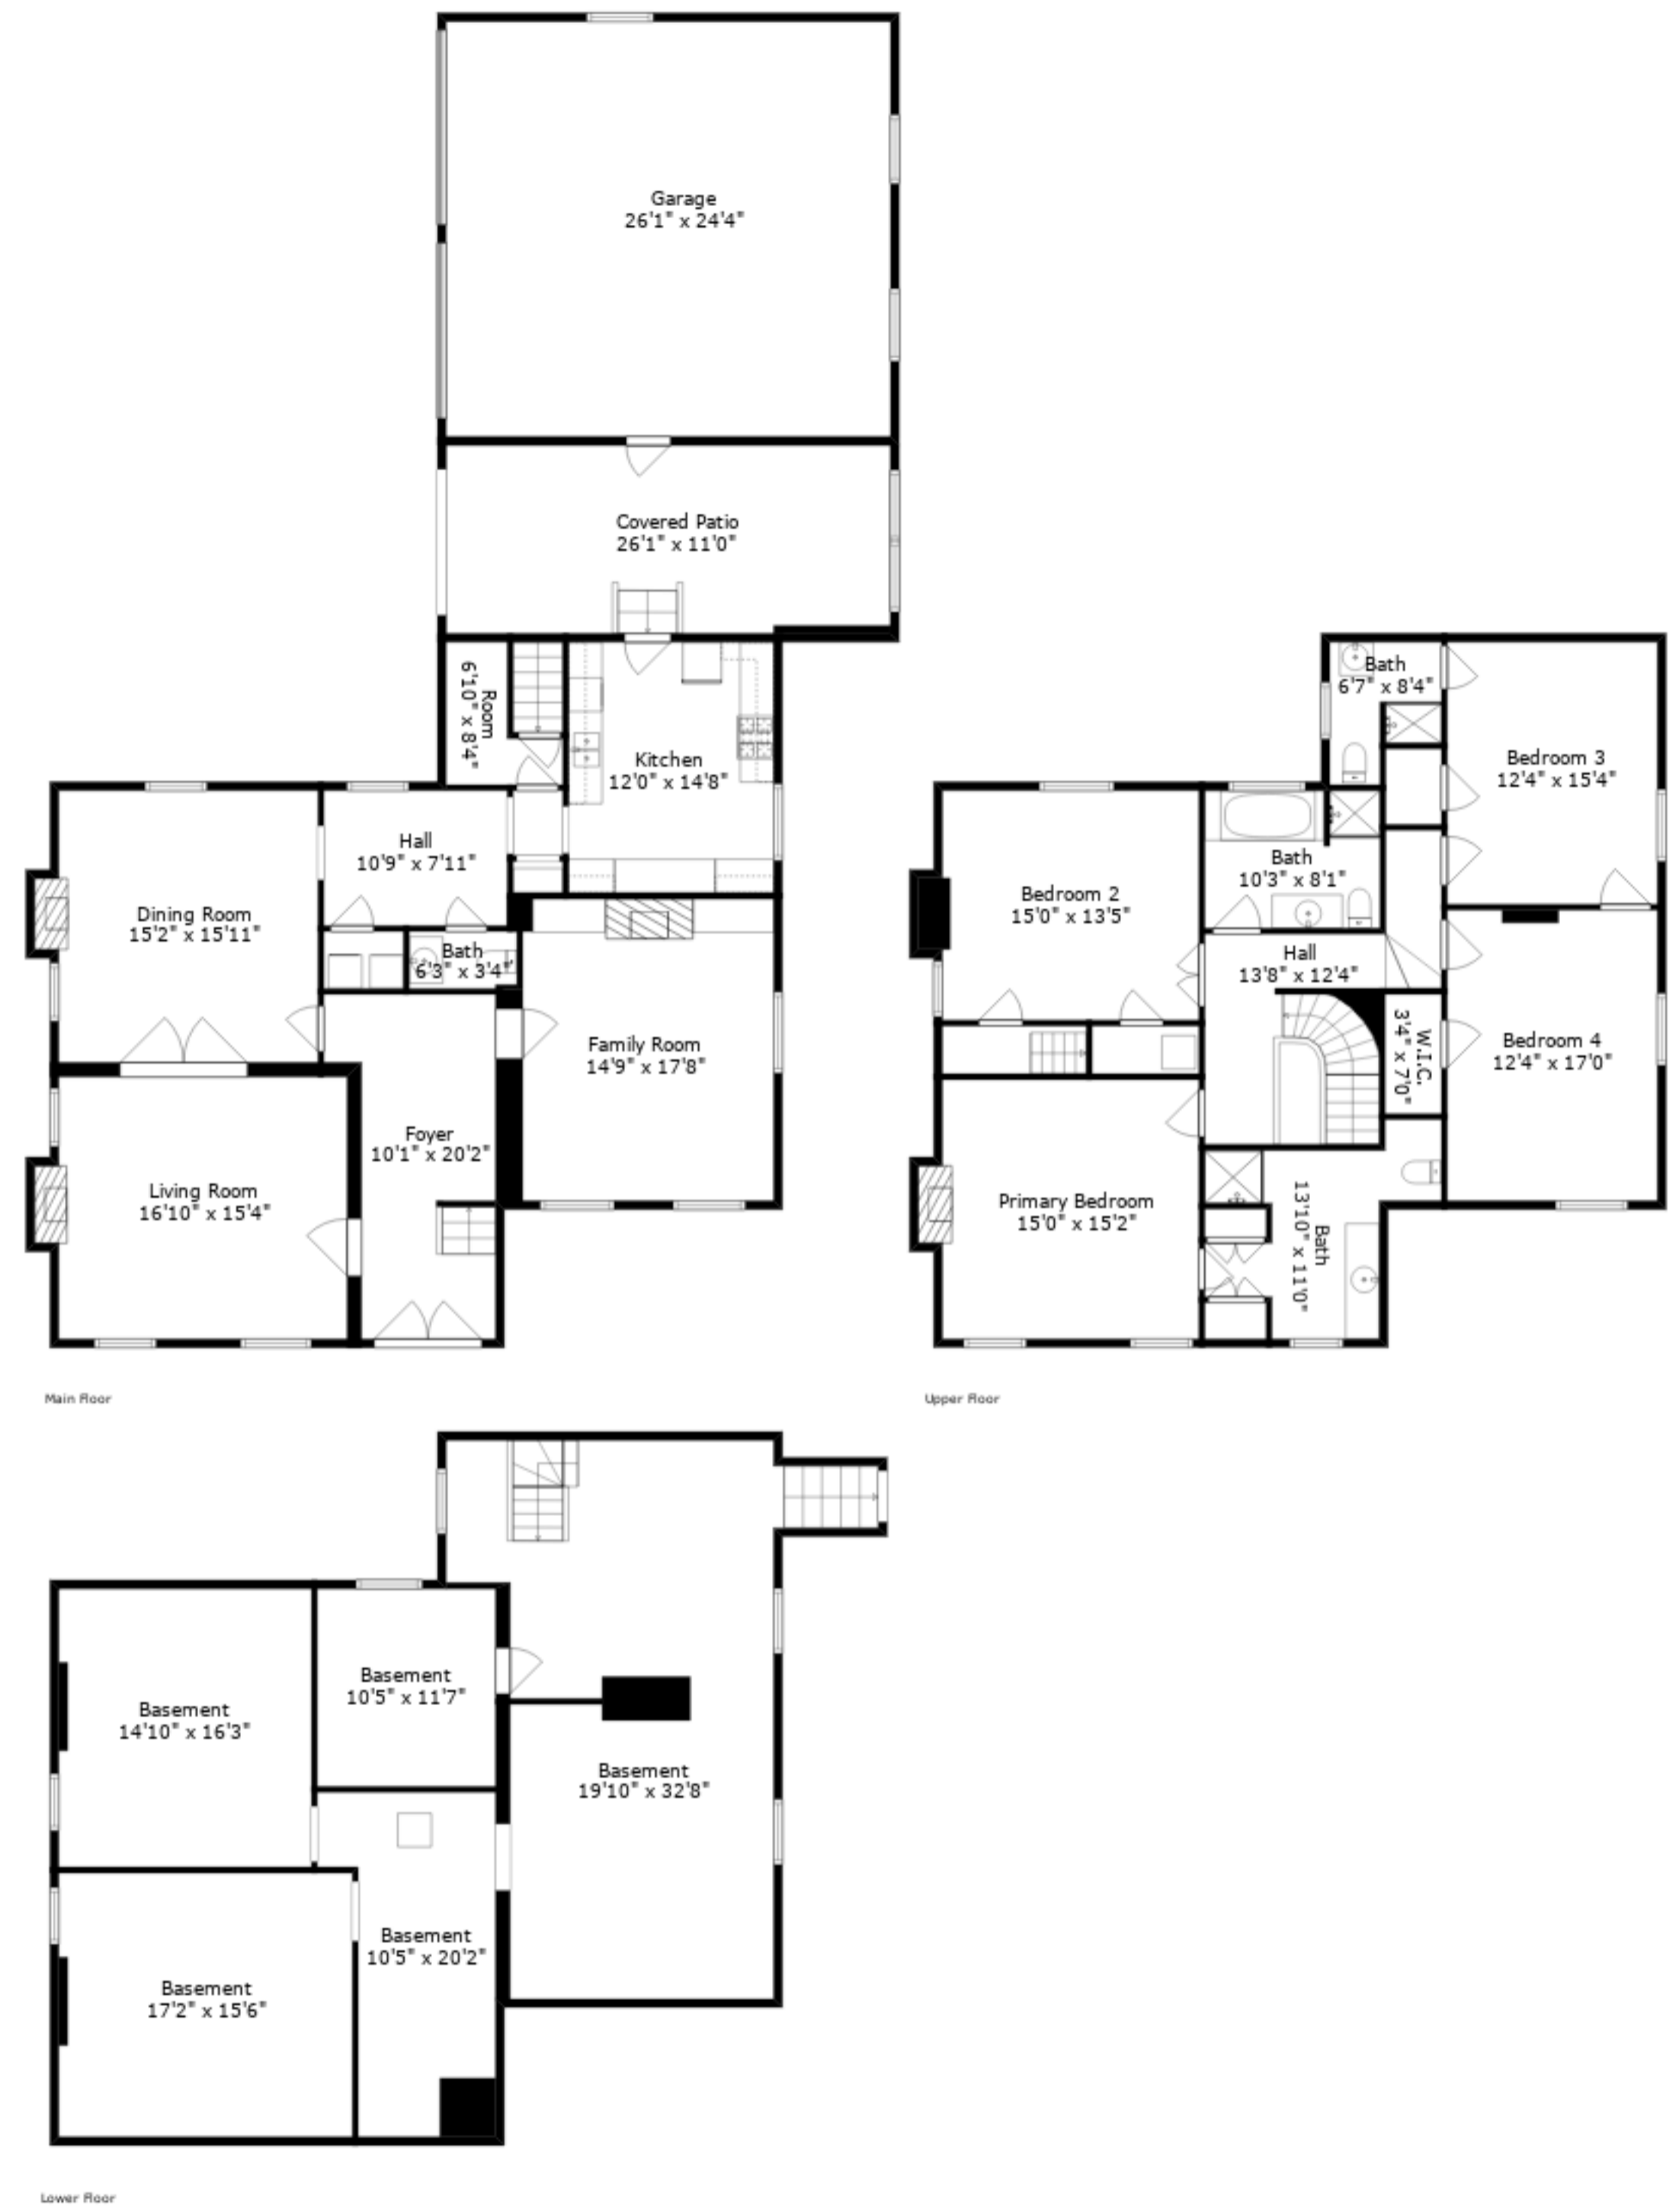 Garage
26'1" x 24'4"
Covered Patio
26'1" x 11'0"
Room
6'10" x 8'4"
Kitchen
12'0" x 14'8"
Hall
10'9" x 7'11"
Dining Room
15'2" x 15'11"
Bath
6'3" x 3'4"
Family Room
14'9" x 17'8"
Foyer
10'1" x 20'2"
Living Room
16'10" x 15'4"
Main Floor
Bath
6'7" x 8'4"
Bedroom 3
12'4" x 15'4"
Bath
10'3" x 8'1"
Bedroom 2
15'0" x 13'5"
Hall
13'8" x 12'4"
W.I.C.
3'4" x 7'0"
Bedroom 4
12'4" x 17'0"
Primary Bedroom
15'0" x 15'2"
Bath
13'10" x 11'0"
Upper Floor
Basement
10'5" x 11'7"
Basement
14'10" x 16'3"
Basement
19'10" x 32'8"
Basement
10'5" x 20'2"
Basement
17'2" x 15'6"
Lower Floor